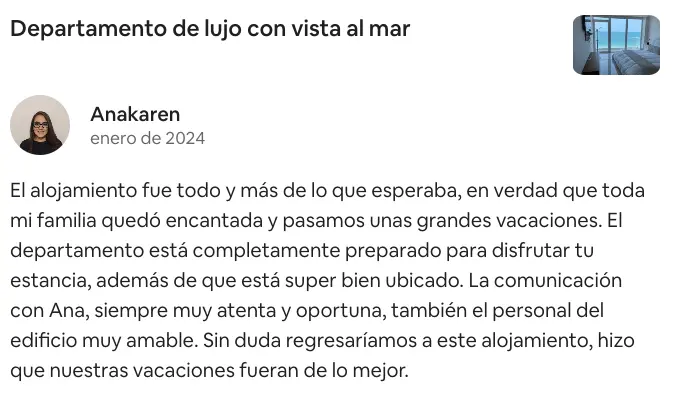 Departamento de lujo con vista al mar
Anakaren
enero de 2024
El alojamiento fue todo y más de lo que esperaba, en verdad que toda
mi familia quedó encantada y pasamos unas grandes vacaciones. El
departamento está completamente preparado para disfrutar tu
estancia, además de que está super bien ubicado. La comunicación
con Ana, siempre muy atenta y oportuna, también el personal del
edificio muy amable. Sin duda regresaríamos a este alojamiento, hizo
que nuestras vacaciones fueran de lo mejor.